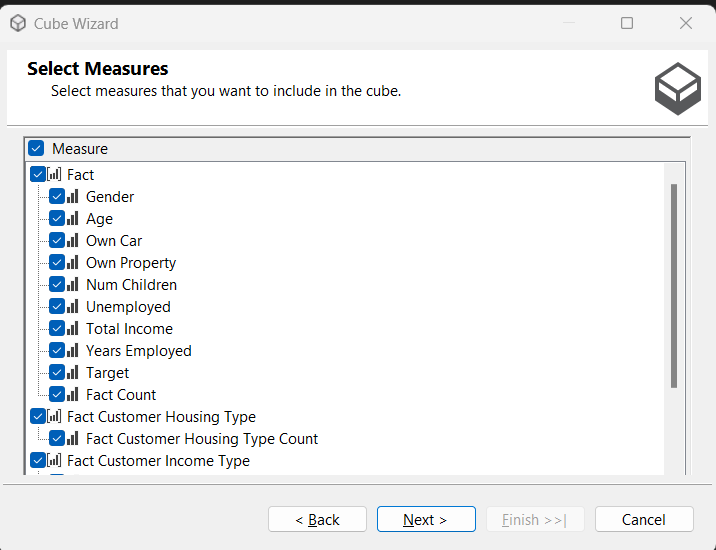 Cube Wizard
Select Measures
Select measures that you want to include in the cube.
Measure
Fact
Gender
Age
Own Car
Own Property
Num Children
Unemployed
Total Income
Years Employed
Target
Fact Count
Fact Customer Housing Type
Fact Customer Housing Type Count
Fact Customer Income Type
< Back Next > Finish >>| Cancel